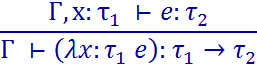 Γ, x: τ₁ ⊢ e: τ₂
Γ ⊢ (λx: τ₁ e): τ₁ → τ₂